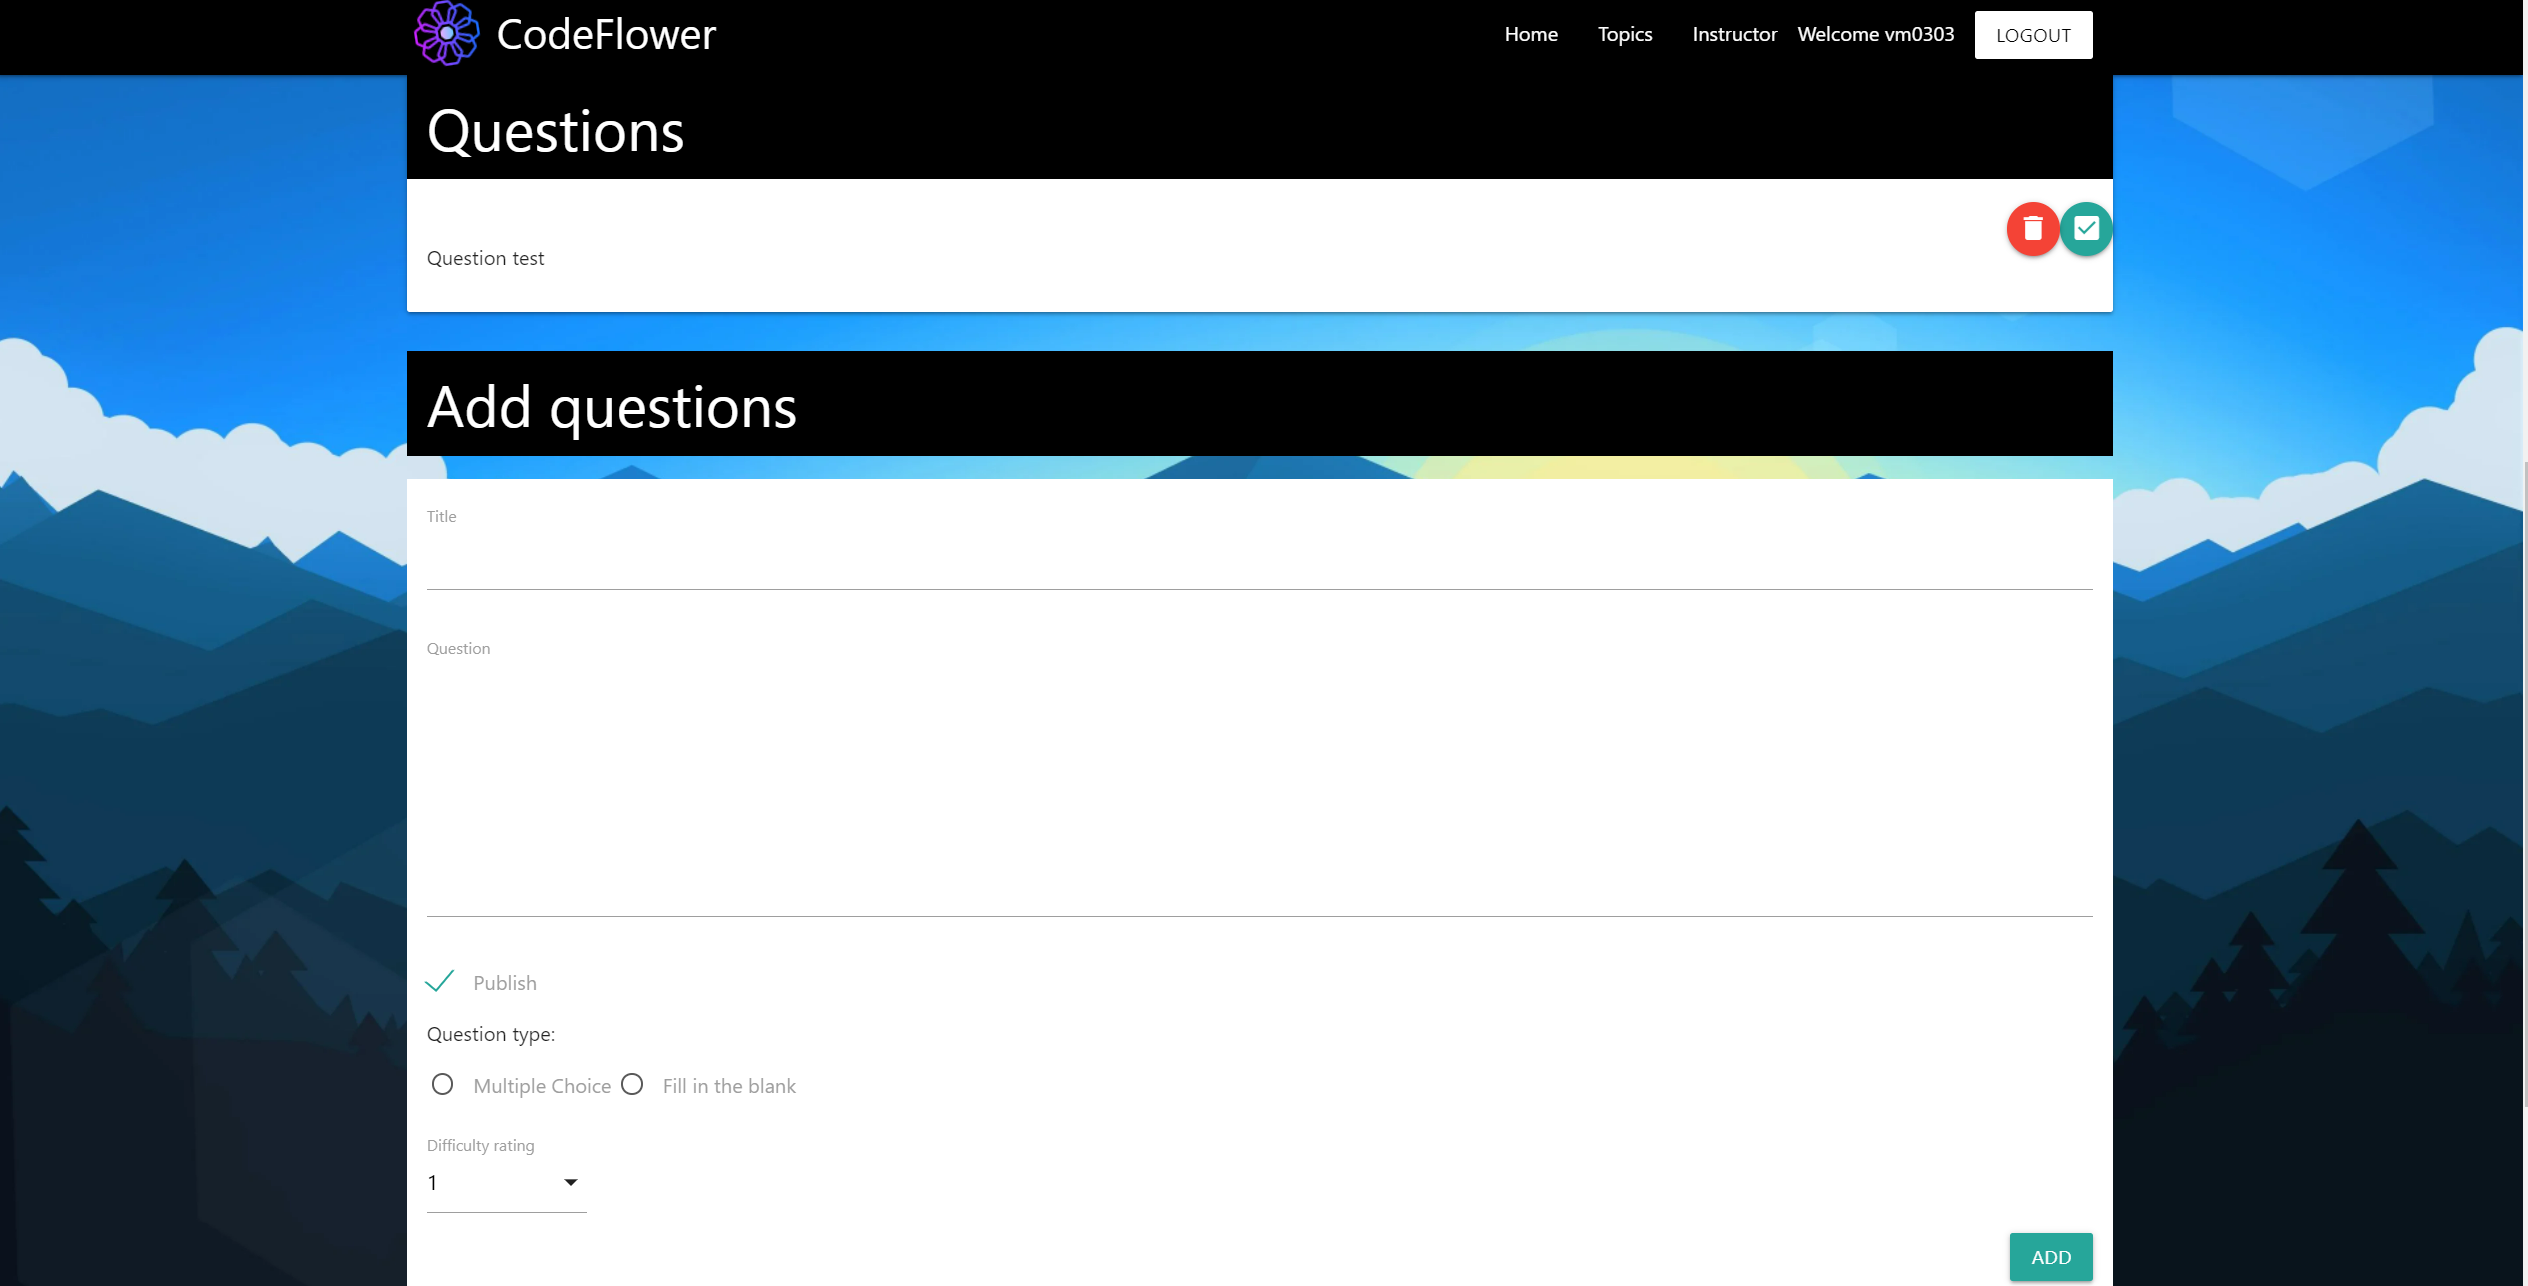 CodeFlower
Home Topics Instructor Welcome vm0303 LOGOUT
Questions
Question test
Add questions
Title
Question
Publish
Question type:
Multiple Choice Fill in the blank
Difficulty rating
1
ADD